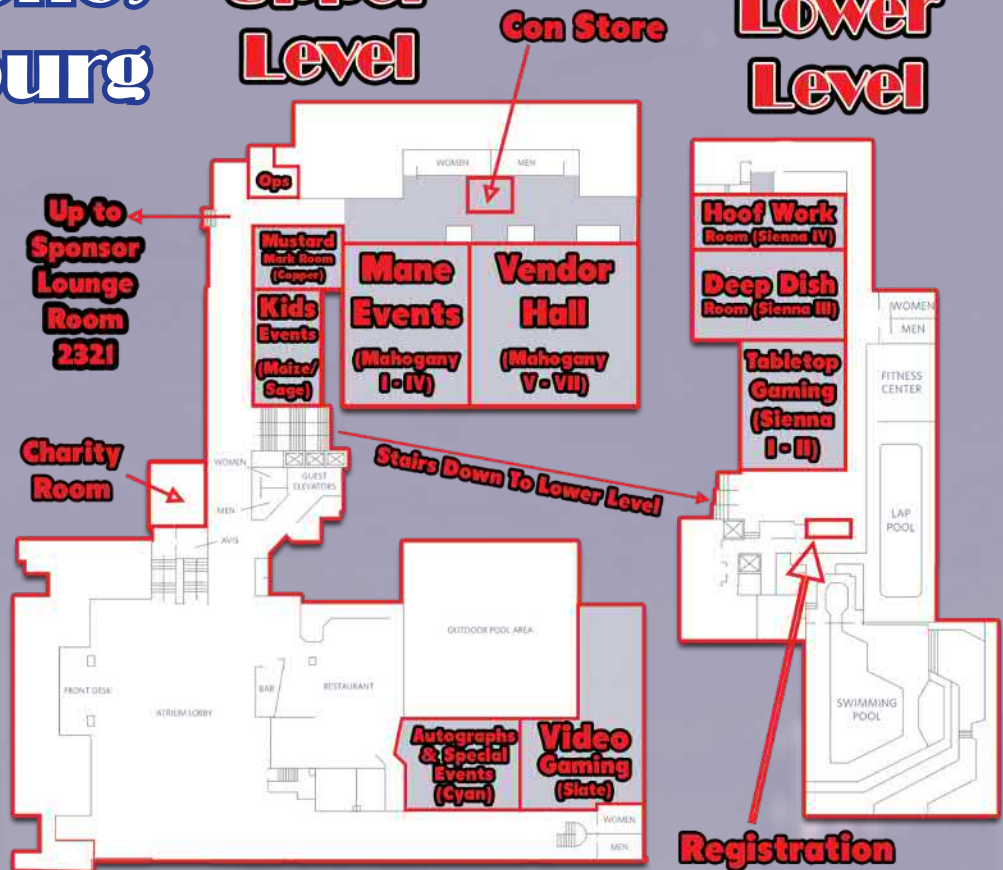 burg
Upper
Level
Con Store
Lower
Level
WOMEN
MEN
Ops
Up to
Sponsor
Lounge
Room
2321
Mustard
Mark Room
(Copper)
Kids
Events
(Maize/
Sage)
Mane
Events
(Mahogany
I - IV)
Vendor
Hall
(Mahogany
V - VII)
Hoof Work
Room (Sienna IV)
Deep Dish
Room (Sienna III)
WOMEN
MEN
Tabletop
Gaming
(Sienna
I - II)
FITNESS
CENTER
Charity
Room
WOMEN
GUEST
ELEVATORS
MEN
AVIS
Stairs Down To Lower Level
LAP
POOL
OUTDOOR POOL AREA
FRONT DESK
ATRIUM LOBBY
BAR
RESTAURANT
SWIMMING
POOL
Autographs
& Special
Events
(Cyan)
Video
Gaming
(Slate)
WOMEN
MEN
Registration